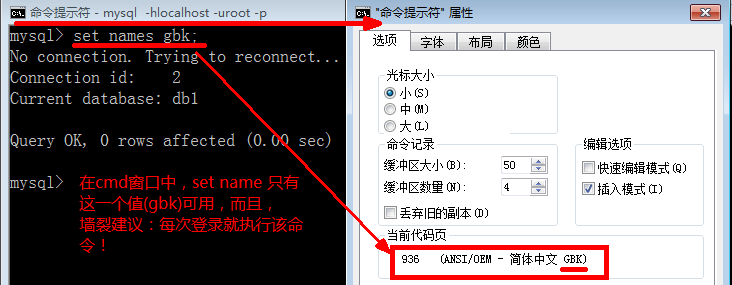 命令提示符 - mysql  -hlocalhost -uroot -p
mysql> set names gbk;
No connection. Trying to reconnect...
Connection id:    2
Current database: db1
Query OK, 0 rows affected (0.00 sec)
mysql>
在cmd窗口中，set name 只有
这一个值(gbk)可用，而且，
墙裂建议：每次登录就执行该命
令！
"命令提示符" 属性
选项
字体
布局
颜色
光标大小
小(S)
中(M)
大(L)
命令记录
缓冲区大小(B): 50
缓冲区数量(N): 4
丢弃旧的副本(D)
编辑选项
快速编辑模式(Q)
插入模式(I)
当前代码页
936   (ANSI/OEM - 简体中文 GBK)